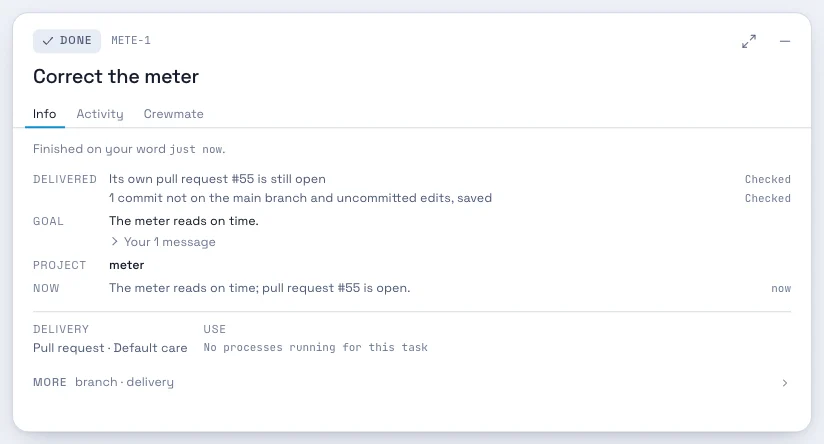 DONE METE-1
Correct the meter
Info Activity Crewmate
Finished on your word just now.
DELIVERED Its own pull request #55 is still open Checked
1 commit not on the main branch and uncommitted edits, saved Checked
GOAL The meter reads on time.
Your 1 message
PROJECT meter
NOW The meter reads on time; pull request #55 is open. now
DELIVERY USE
Pull request · Default care No processes running for this task
MORE branch · delivery